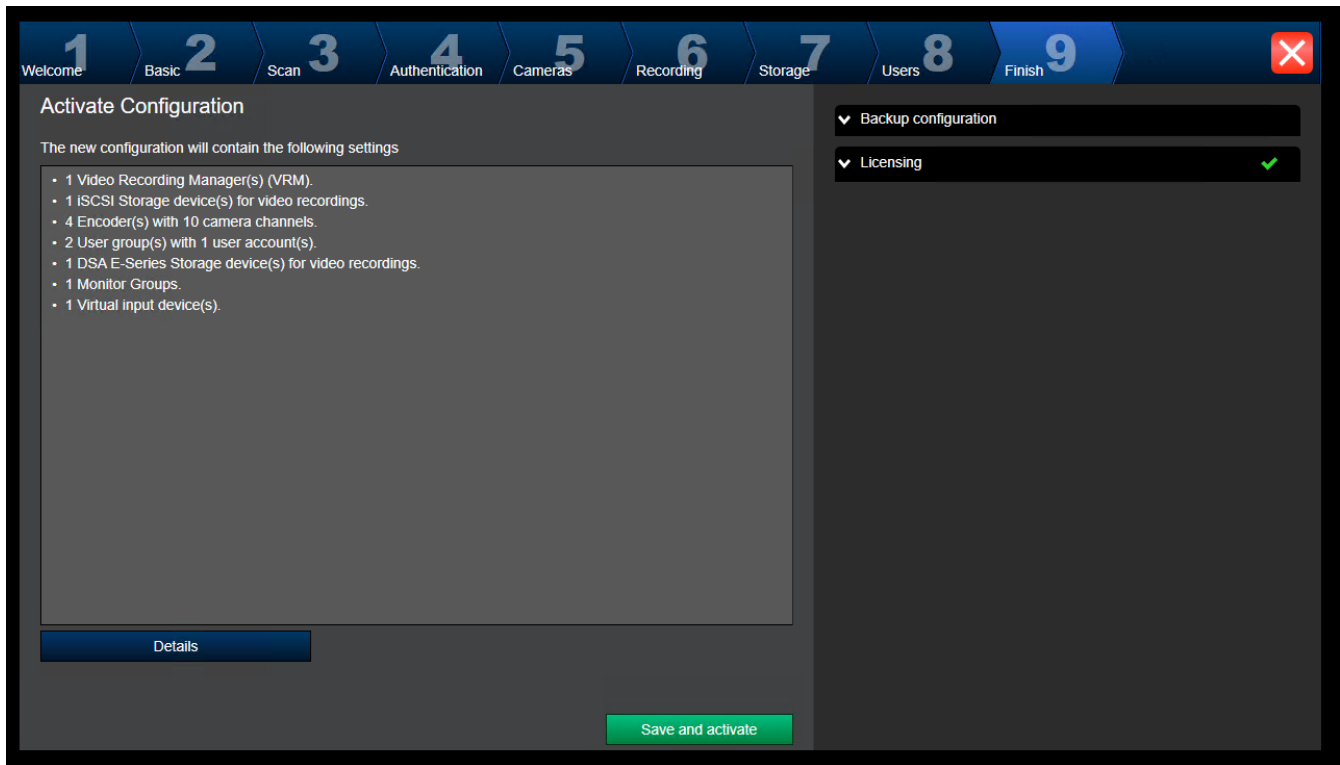 1 Welcome
2 Basic
3 Scan
4 Authentication
5 Cameras
6 Recording
7 Storage
8 Users
9 Finish
Activate Configuration
The new configuration will contain the following settings
• 1 Video Recording Manager(s) (VRM).
• 1 iSCSI Storage device(s) for video recordings.
• 4 Encoder(s) with 10 camera channels.
• 2 User group(s) with 1 user account(s).
• 1 DSA E-Series Storage device(s) for video recordings.
• 1 Monitor Groups.
• 1 Virtual input device(s).
Details
Save and activate
Backup configuration
Licensing